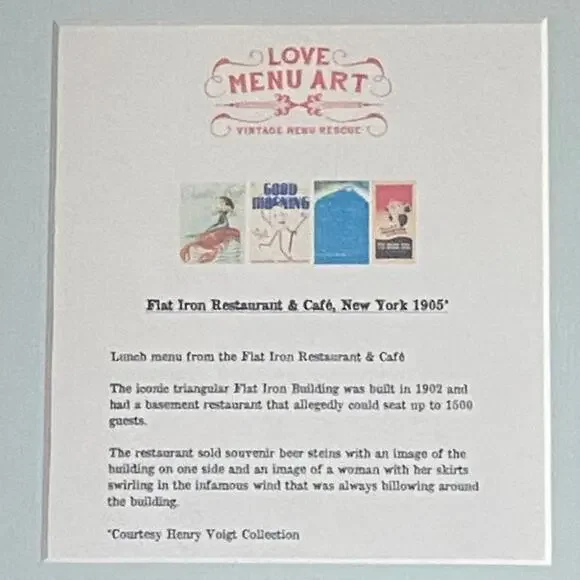 LOVE
MENU ART
VINTAGE MENU RESCUE
GOOD
MORNING
Flat Iron Restaurant & Café, New York 1905*
Lunch menu from the Flat Iron Restaurant & Café
The iconic triangular Flat Iron Building was built in 1902 and
had a basement restaurant that allegedly could seat up to 1500
guests.
The restaurant sold souvenir beer steins with an image of the
building on one side and an image of a woman with her skirts
swirling in the infamous wind that was always billowing around
the building.
*Courtesy Henry Voigt Collection